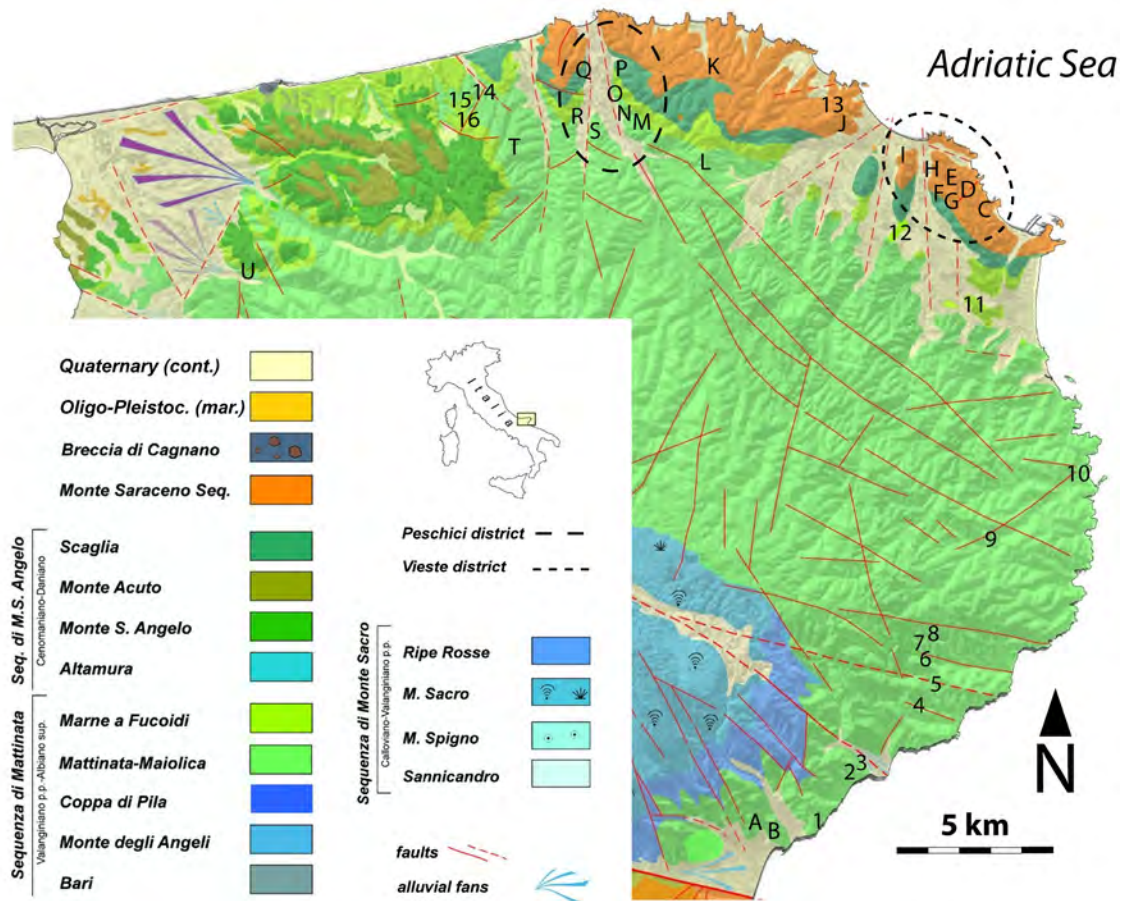 Adriatic Sea
K
Q
P
O
N
M
R
S
T
L
15
14
16
13
J
I
H
E
F
D
G
C
12
11
U
10
9
8
7
6
5
4
3
2
1
A
B
N
5 km
Quaternary (cont.)
Oligo-Pleistoc. (mar.)
Breccia di Cagnano
Monte Saraceno Seq.
Seq. di M.S. Angelo
Cenomaniano-Daniano
Scaglia
Monte Acuto
Monte S. Angelo
Altamura
Sequenza di Mattinata
Valanginiano p.p.-Albiano sup.
Marne a Fucoidi
Mattinata-Maiolica
Coppa di Pila
Monte degli Angeli
Bari
Italia
Peschici district
Vieste district
Sequenza di Monte Sacro
Calloviano-Valanginiano p.p.
Ripe Rosse
M. Sacro
M. Spigno
Sannicandro
faults
alluvial fans